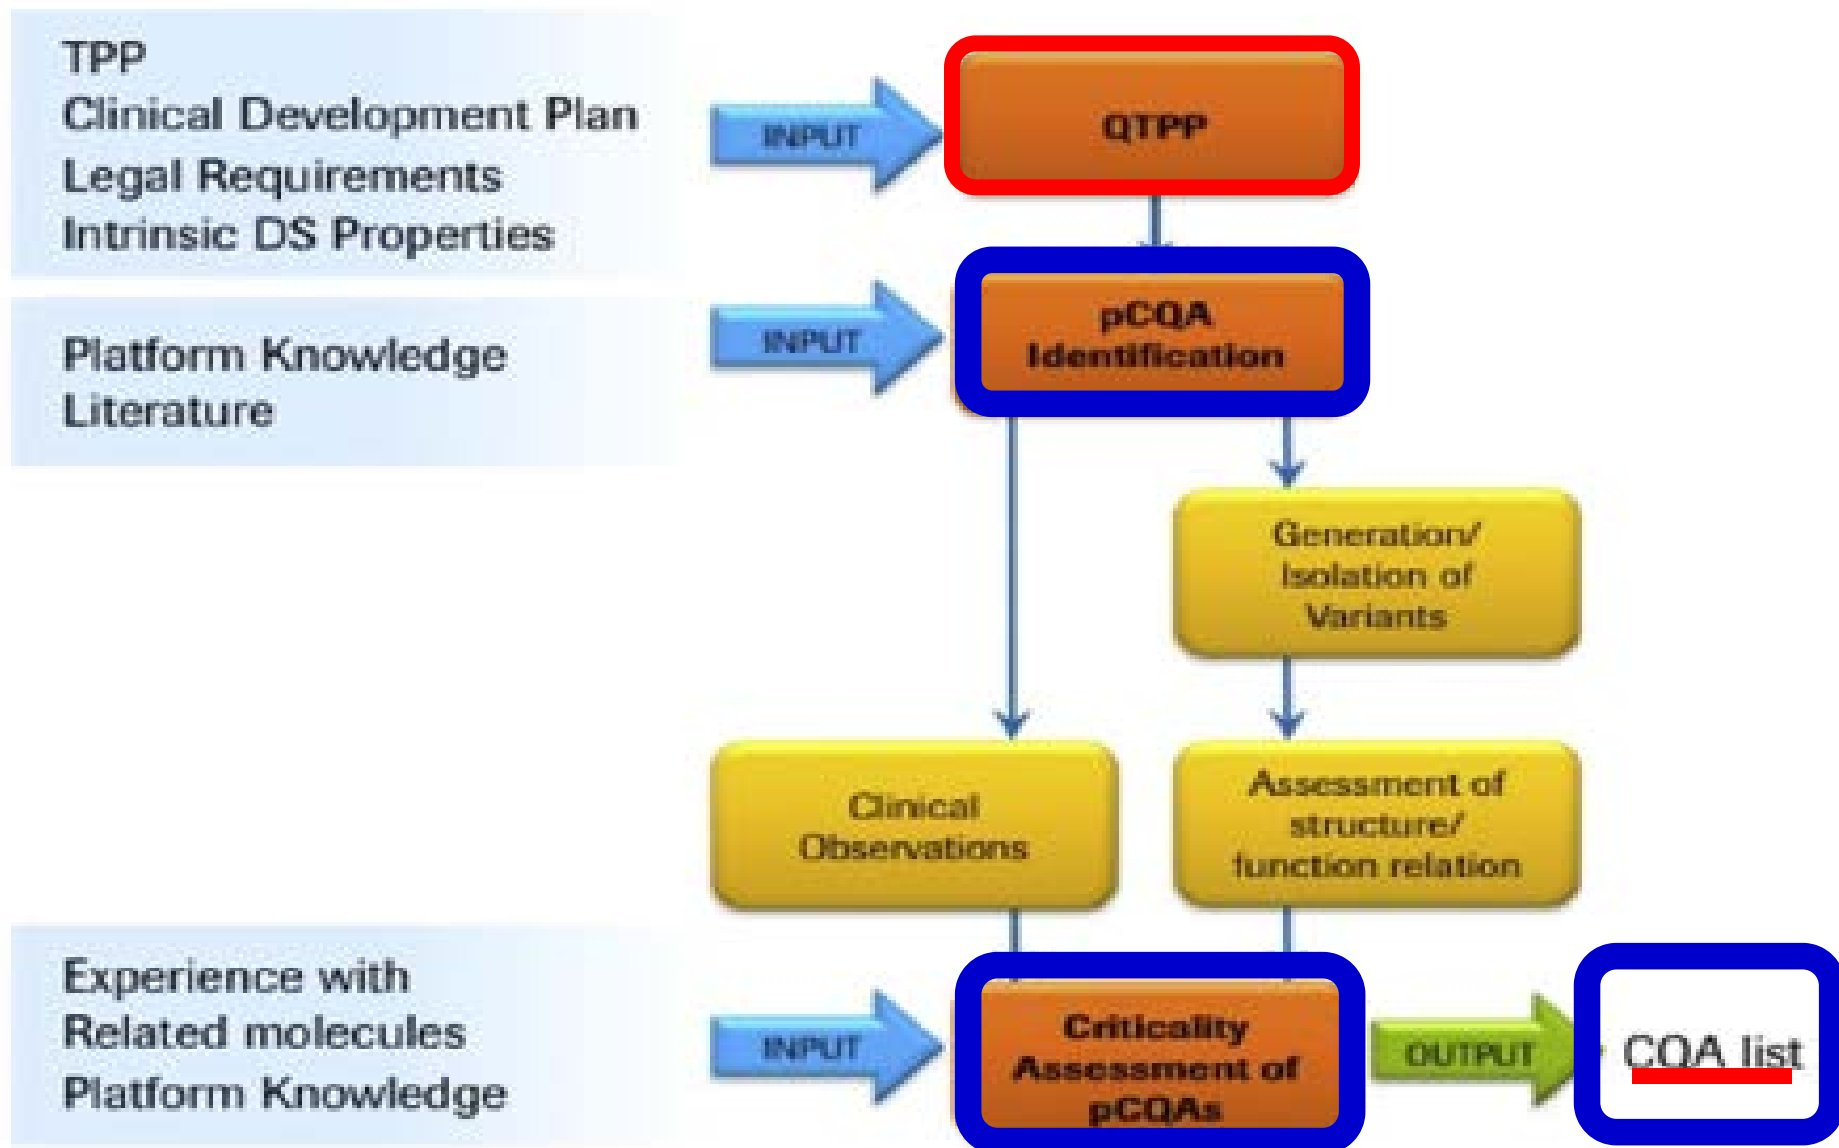 TPP
Clinical Development Plan
Legal Requirements
Intrinsic DS Properties
INPUT
QTPP
Platform Knowledge
Literature
INPUT
pCQA
Identification
Generation/
Isolation of
Variants
Clinical
Observations
Assessment of
structure/
function relation
Experience with
Related molecules
Platform Knowledge
INPUT
Criticality
Assessment of
pCQAs
OUTPUT
CQA list